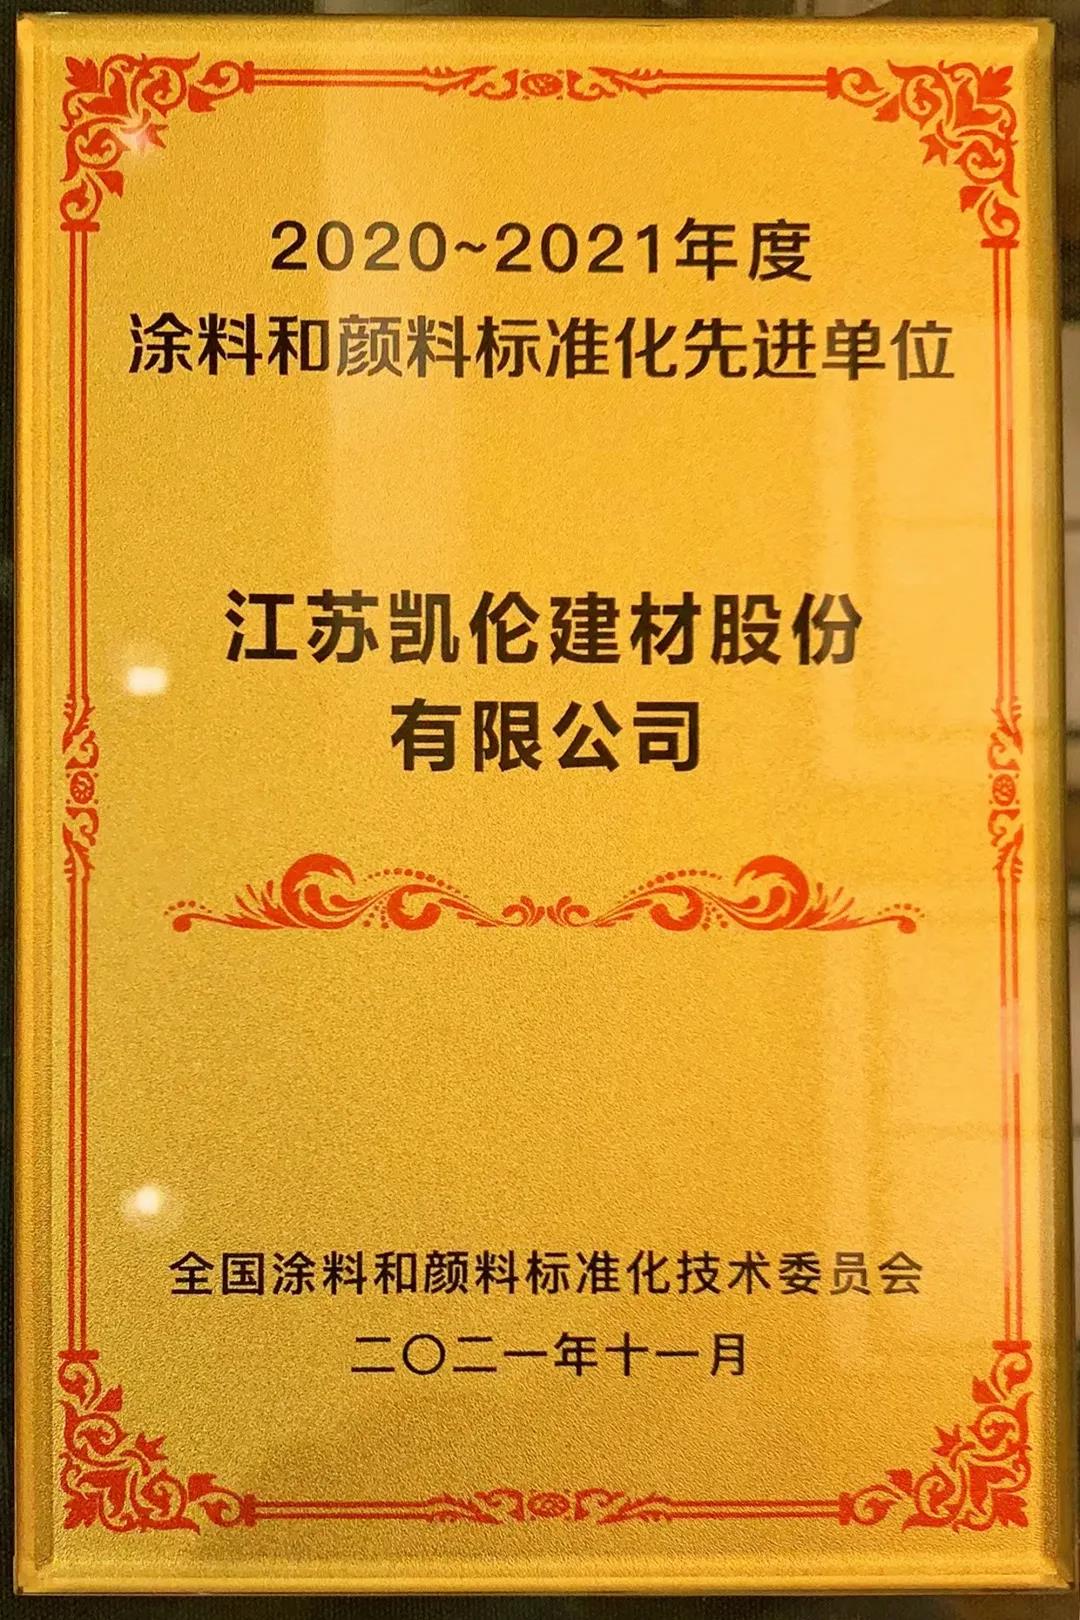 2020~2021年度
涂料和颜料标准化先进单位
江苏凯伦建材股份
有限公司
全国涂料和颜料标准化技术委员会
二〇二一年十一月